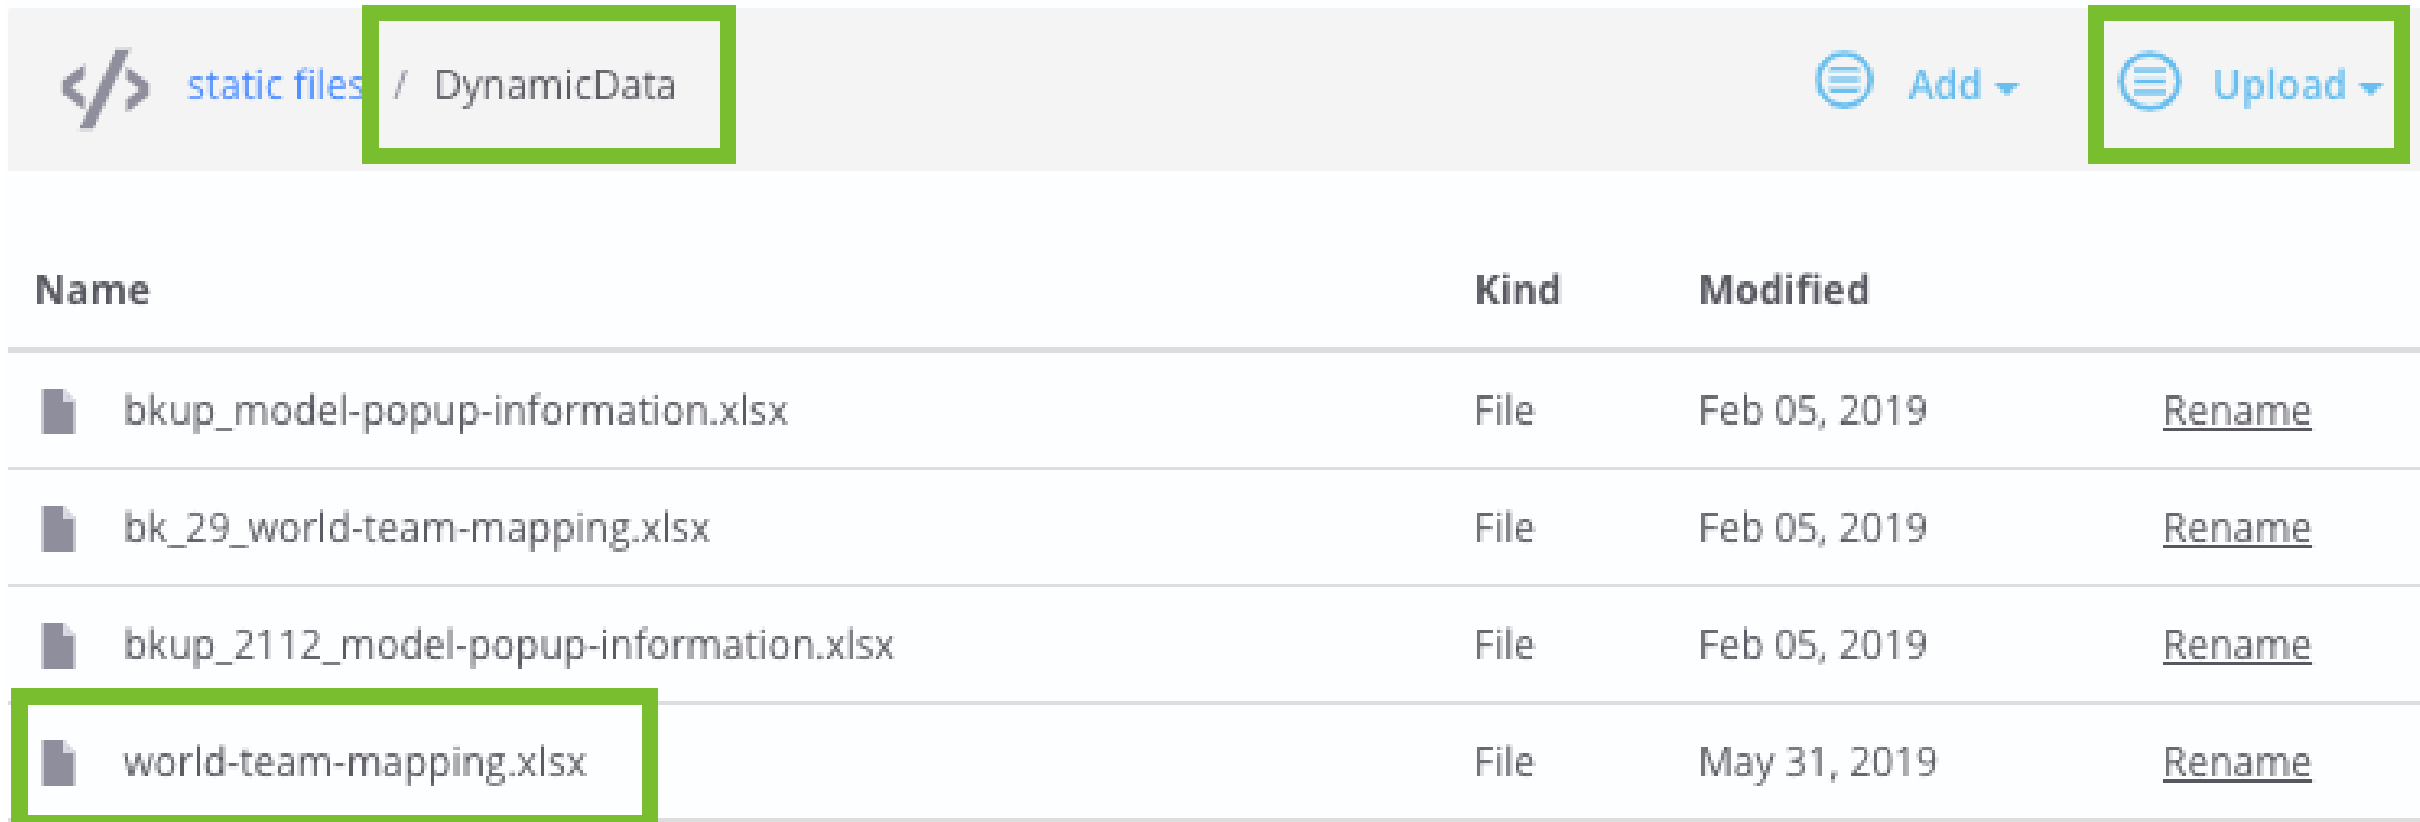 </> static files / DynamicData Add Upload
Name Kind Modified
bkup_model-popup-information.xlsx File Feb 05, 2019 Rename
bk_29_world-team-mapping.xlsx File Feb 05, 2019 Rename
bkup_2112_model-popup-information.xlsx File Feb 05, 2019 Rename
world-team-mapping.xlsx File May 31, 2019 Rename